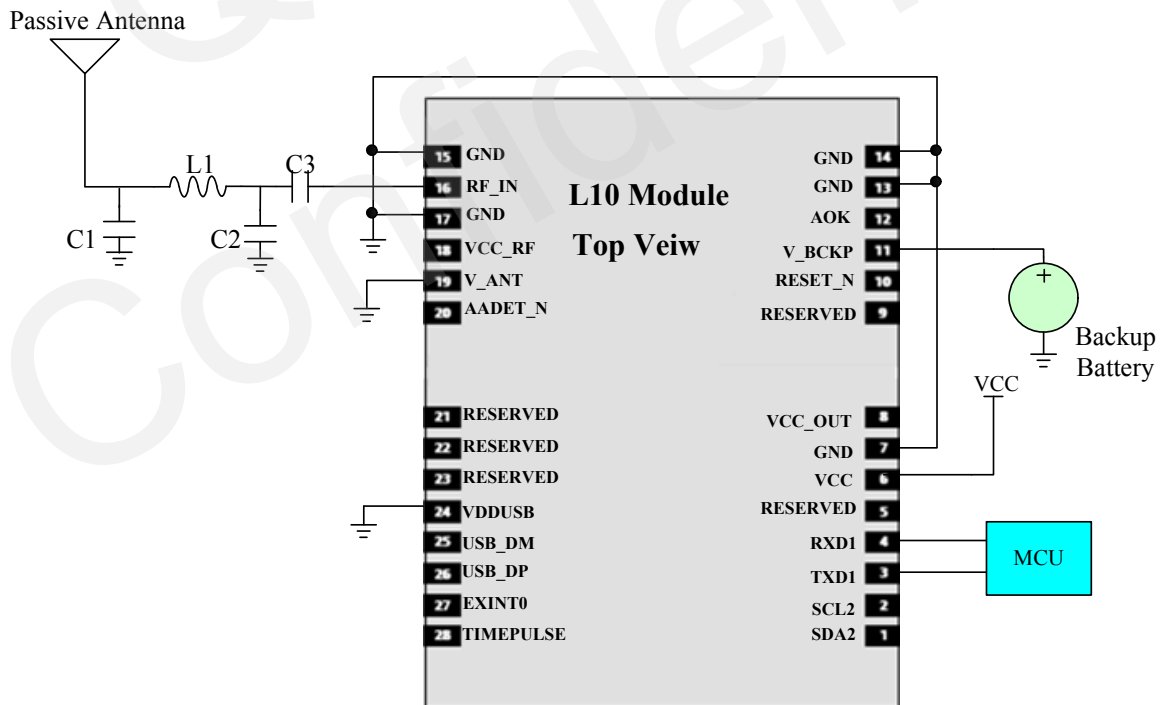 Passive Antenna
L1
C3
C1
C2
L10 Module
Top Veiw
15 GND
16 RF_IN
17 GND
18 VCC_RF
19 V_ANT
20 AADET_N
21 RESERVED
22 RESERVED
23 RESERVED
24 VDDUSB
25 USB_DM
26 USB_DP
27 EXINT0
28 TIMEPULSE
GND 14
GND 13
AOK 12
V_BCKP 11
RESET_N 10
RESERVED 9
VCC_OUT 8
GND 7
VCC 6
RESERVED 5
RXD1 4
TXD1 3
SCL2 2
SDA2 1
+
Backup
Battery
VCC
MCU